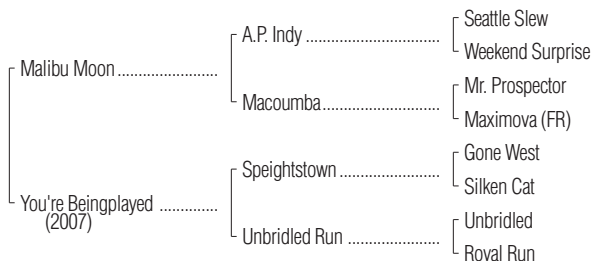 Seattle Slew
A.P. Indy
Weekend Surprise
Malibu Moon
Mr. Prospector
Macoumba
Maximova (FR)
Gone West
Speightstown
Silken Cat
You're Beingplayed
(2007)
Unbridled
Unbridled Run
Royal Run